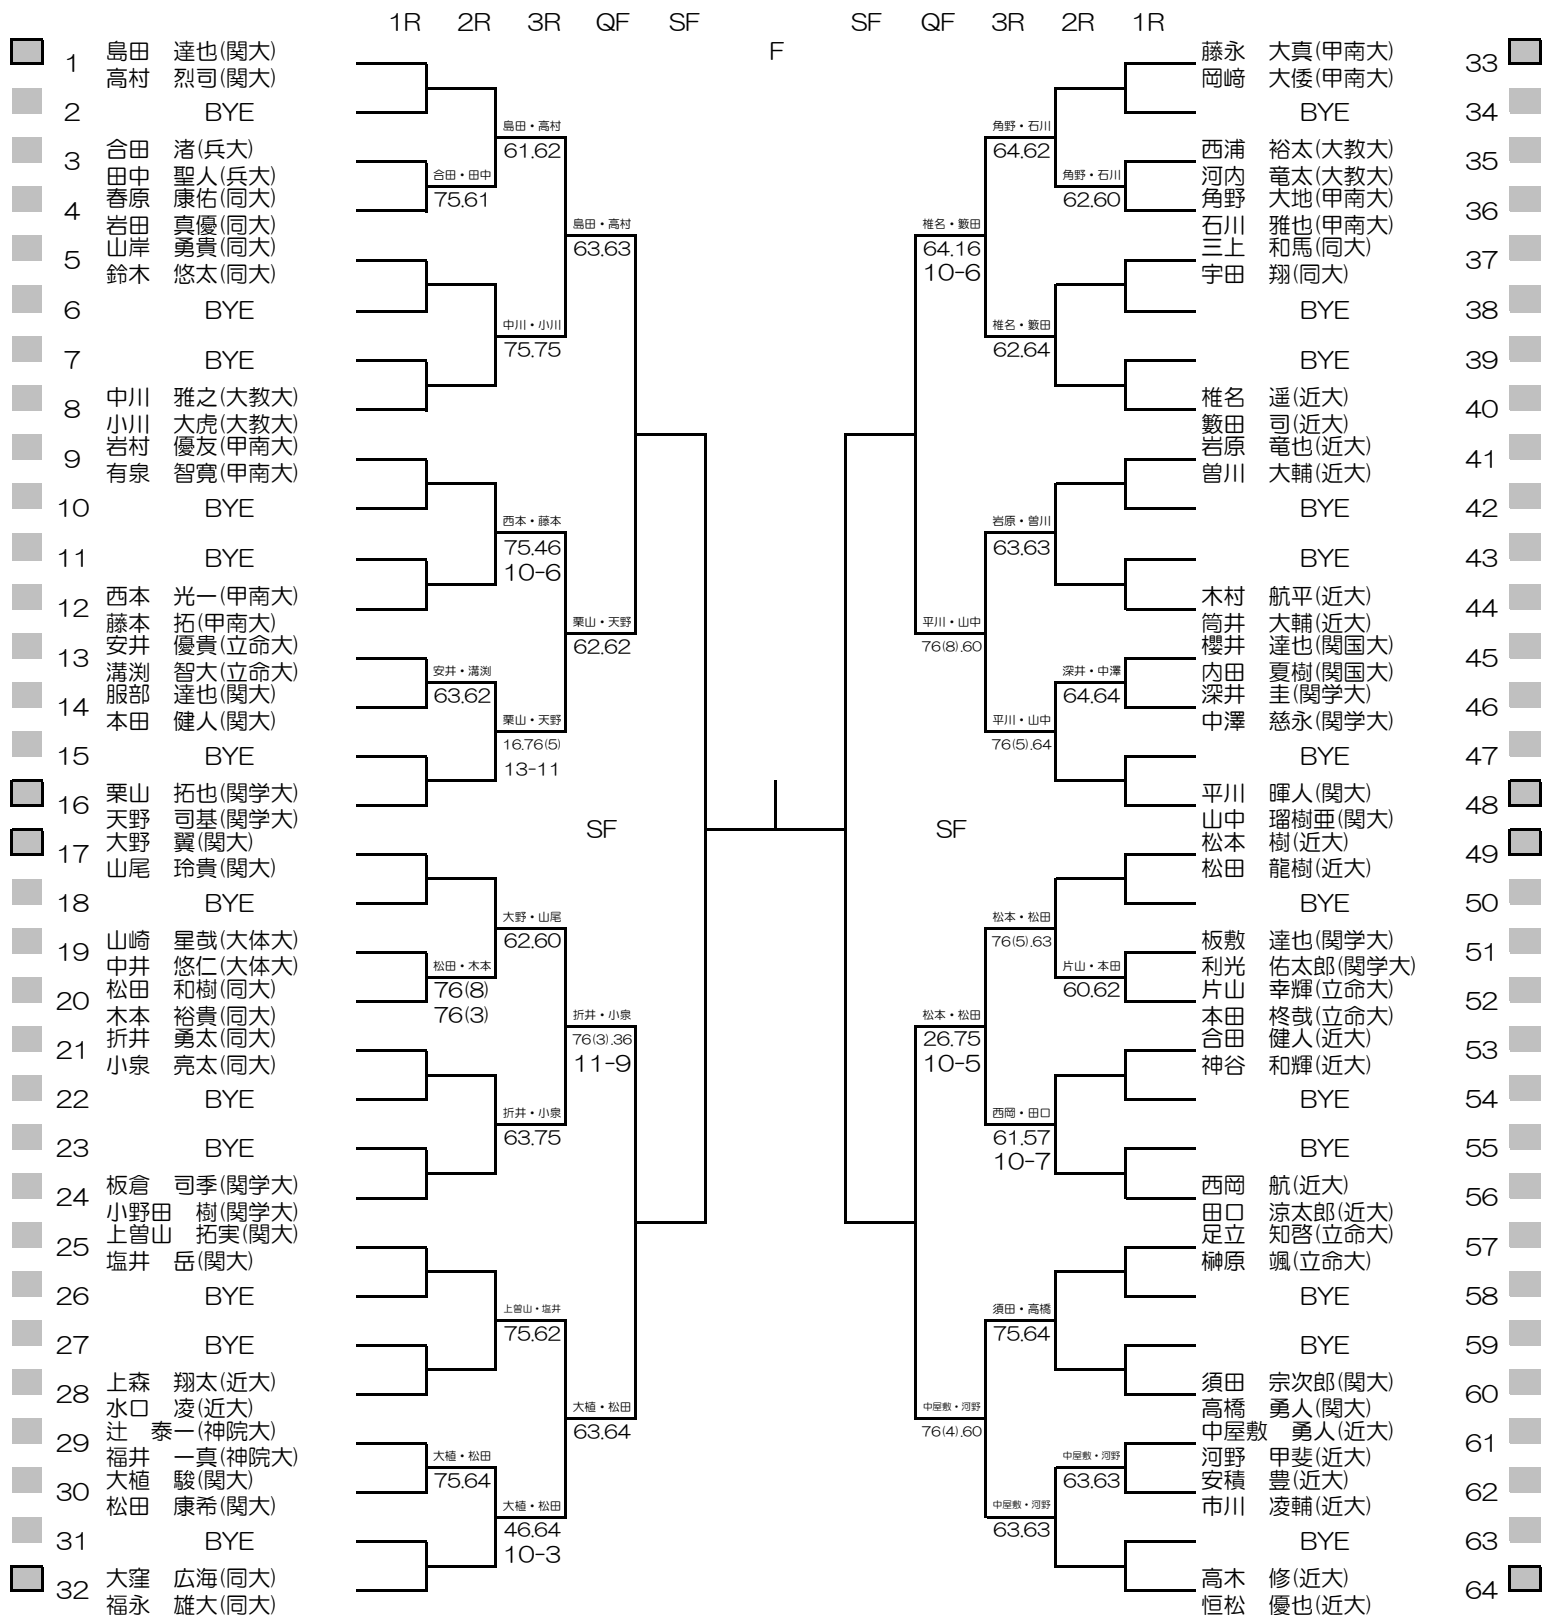 1R 2R 3R QF SF F SF QF 3R 2R 1R
1 島田 達也(関大)
高村 烈司(関大)
2 BYE
3 合田 渚(兵大)
田中 聖人(兵大)
4 春原 康佑(同大)
岩田 真優(同大)
5 山岸 勇貴(同大)
鈴木 悠太(同大)
6 BYE
7 BYE
8 中川 雅之(大教大)
小川 大虎(大教大)
9 岩村 優友(甲南大)
有泉 智寛(甲南大)
10 BYE
11 BYE
12 西本 光一(甲南大)
藤本 拓(甲南大)
13 安井 優貴(立命大)
溝渕 智大(立命大)
14 服部 達也(関大)
本田 健人(関大)
15 BYE
16 栗山 拓也(関学大)
天野 司基(関学大)
17 大野 翼(関大)
山尾 玲貴(関大)
18 BYE
19 山崎 星哉(大体大)
中井 悠仁(大体大)
20 松田 和樹(同大)
木本 裕貴(同大)
21 折井 勇太(同大)
小泉 亮太(同大)
22 BYE
23 BYE
24 板倉 司季(関学大)
小野田 樹(関学大)
25 上曽山 拓実(関大)
塩井 岳(関大)
26 BYE
27 BYE
28 上森 翔太(近大)
水口 凌(近大)
29 辻 泰一(神院大)
福井 一真(神院大)
30 大植 駿(関大)
松田 康希(関大)
31 BYE
32 大窪 広海(同大)
福永 雄大(同大)
合田・田中
75.61
安井・溝渕
63.62
松田・木本
76(8)
76(3)
大植・松田
75.64
島田・高村
61.62
中川・小川
75.75
西本・藤本
75.46
10-6
栗山・天野
16.76(5)
13-11
大野・山尾
62.60
折井・小泉
63.75
上曽山・塩井
75.62
大植・松田
46.64
10-3
島田・高村
63.63
栗山・天野
62.62
折井・小泉
76(3).36
11-9
大植・松田
63.64
SF
SF
椎名・籔田
64.16
10-6
平川・山中
76(8).60
松本・松田
26.75
10-5
中屋敷・河野
76(4).60
角野・石川
64.62
椎名・籔田
62.64
岩原・曽川
63.63
平川・山中
76(5).64
松本・松田
76(5).63
西岡・田口
61.57
10-7
須田・高橋
75.64
中屋敷・河野
63.63
角野・石川
62.60
深井・中澤
64.64
片山・本田
60.62
中屋敷・河野
63.63
藤永 大真(甲南大) 33
岡﨑 大倭(甲南大)
BYE 34
西浦 裕太(大教大) 35
河内 竜太(大教大)
角野 大地(甲南大) 36
石川 雅也(甲南大)
三上 和馬(同大) 37
宇田 翔(同大)
BYE 38
BYE 39
椎名 遥(近大) 40
籔田 司(近大)
岩原 竜也(近大) 41
曽川 大輔(近大)
BYE 42
BYE 43
木村 航平(近大) 44
筒井 大輔(近大)
櫻井 達也(関国大) 45
内田 夏樹(関国大)
深井 圭(関学大) 46
中澤 慈永(関学大)
BYE 47
平川 暉人(関大) 48
山中 瑠樹亜(関大)
松本 樹(近大) 49
松田 龍樹(近大)
BYE 50
板敷 達也(関学大) 51
利光 佑太郎(関学大)
片山 幸輝(立命大) 52
本田 柊哉(立命大)
合田 健人(近大) 53
神谷 和輝(近大)
BYE 54
BYE 55
西岡 航(近大) 56
田口 涼太郎(近大)
足立 知啓(立命大) 57
榊原 颯(立命大)
BYE 58
BYE 59
須田 宗次郎(関大) 60
高橋 勇人(関大)
中屋敷 勇人(近大) 61
河野 甲斐(近大)
安積 豊(近大) 62
市川 凌輔(近大)
BYE 63
高木 修(近大) 64
恒松 優也(近大)